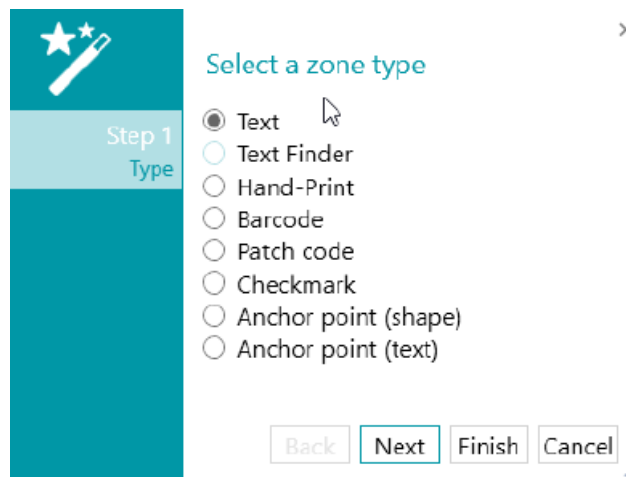 Select a zone type
Step 1
Type
Text
Text Finder
Hand-Print
Barcode
Patch code
Checkmark
Anchor point (shape)
Anchor point (text)
Back
Next
Finish
Cancel